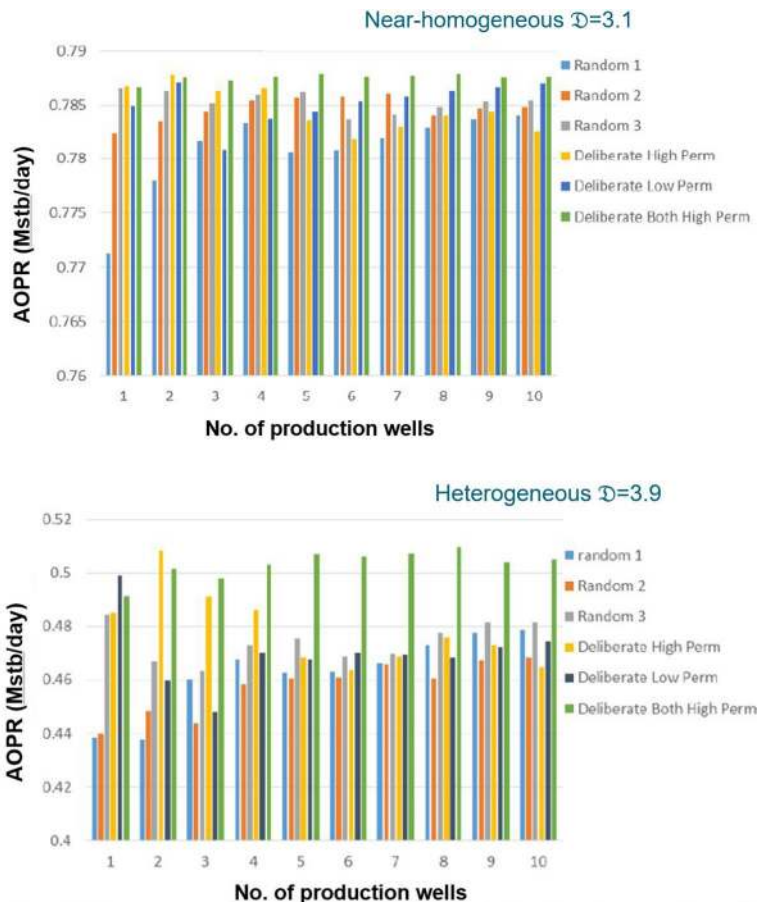 Near-homogeneous 𝔇=3.1
0.79
0.785
0.78
0.775
0.77
0.765
0.76
AOPR (Mstb/day)
1 2 3 4 5 6 7 8 9 10
No. of production wells
Random 1
Random 2
Random 3
Deliberate High Perm
Deliberate Low Perm
Deliberate Both High Perm
Heterogeneous 𝔇=3.9
0.52
0.5
0.48
0.46
0.44
0.42
0.4
AOPR (Mstb/day)
1 2 3 4 5 6 7 8 9 10
No. of production wells
random 1
Random 2
Random 3
Deliberate High Perm
Deliberate Low Perm
Deliberate Both High Perm